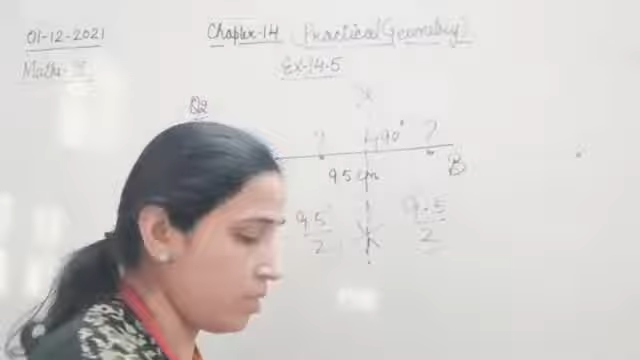 01-12-2021
Chapter-14 (Practical Geometry)
Maths
Ex-14.5
Q2
? 90° ?
9.5 cm
B
9.5
2
9.5
2